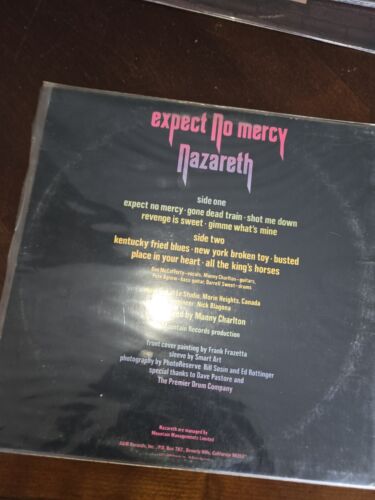 expect no mercy
nazareth
side one
expect no mercy · gone dead train · shot me down
revenge is sweet · gimme what's mine
side two
kentucky fried blues · new york broken toy · busted
place in your heart · all the king's horses
Dan McCafferty-vocals, Manny Charlton-guitars,
Pete Agnew-bass guitar, Darrell Sweet-drums
Studio, Morin Heights, Canada
Nick Blagona
by Manny Charlton
Mountain Records production
front cover painting by Frank Frazetta
sleeve by Smart Art
photography by PhotoReserve Bill Sosin and Ed Rottinger
special thanks to Dave Pastore and
The Premier Drum Company
Nazareth are managed by
Mountain Managements Limited
A&M Records, Inc., P.O. Box 782, Beverly Hills, California 90213